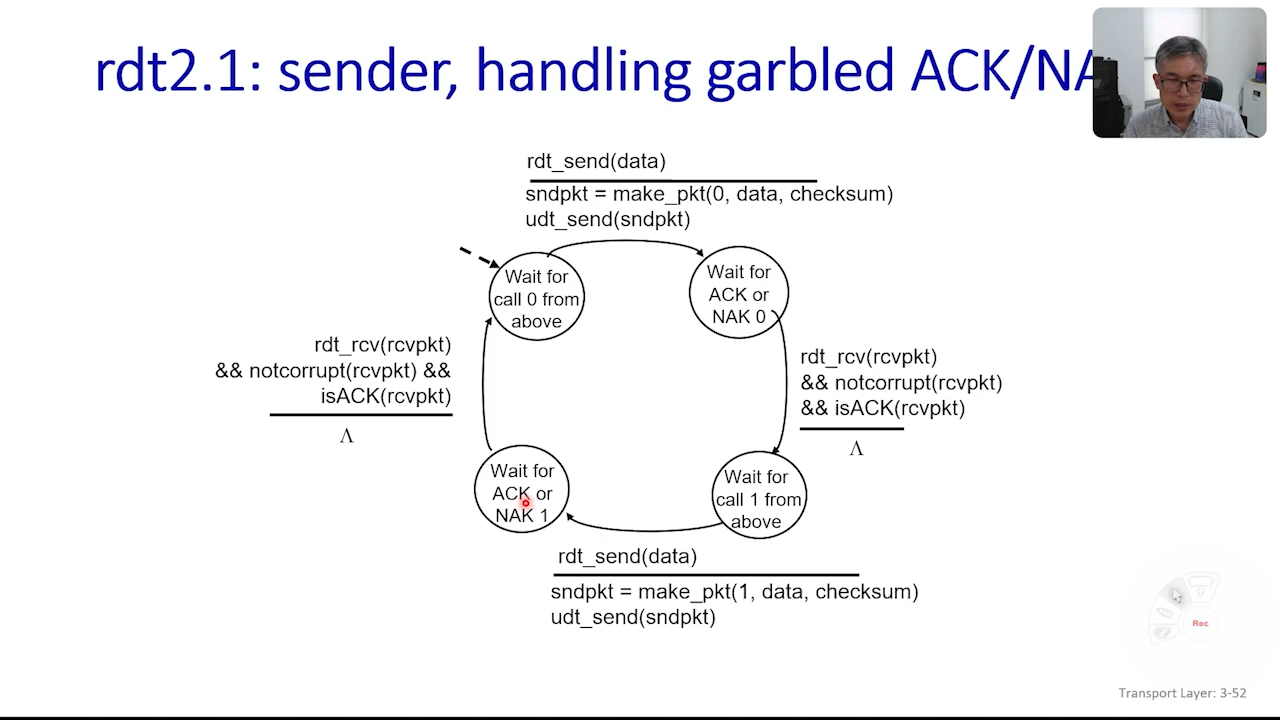 rdt2.1: sender, handling garbled ACK/NA
rdt_send(data)
sndpkt = make_pkt(0, data, checksum)
udt_send(sndpkt)
Wait for
call 0 from
above
Wait for
ACK or
NAK 0
rdt_rcv(rcvpkt)
&& notcorrupt(rcvpkt) &&
isACK(rcvpkt)
Λ
rdt_rcv(rcvpkt)
&& notcorrupt(rcvpkt)
&& isACK(rcvpkt)
Λ
Wait for
ACK or
NAK 1
Wait for
call 1 from
above
rdt_send(data)
sndpkt = make_pkt(1, data, checksum)
udt_send(sndpkt)
Rec
Transport Layer: 3-52